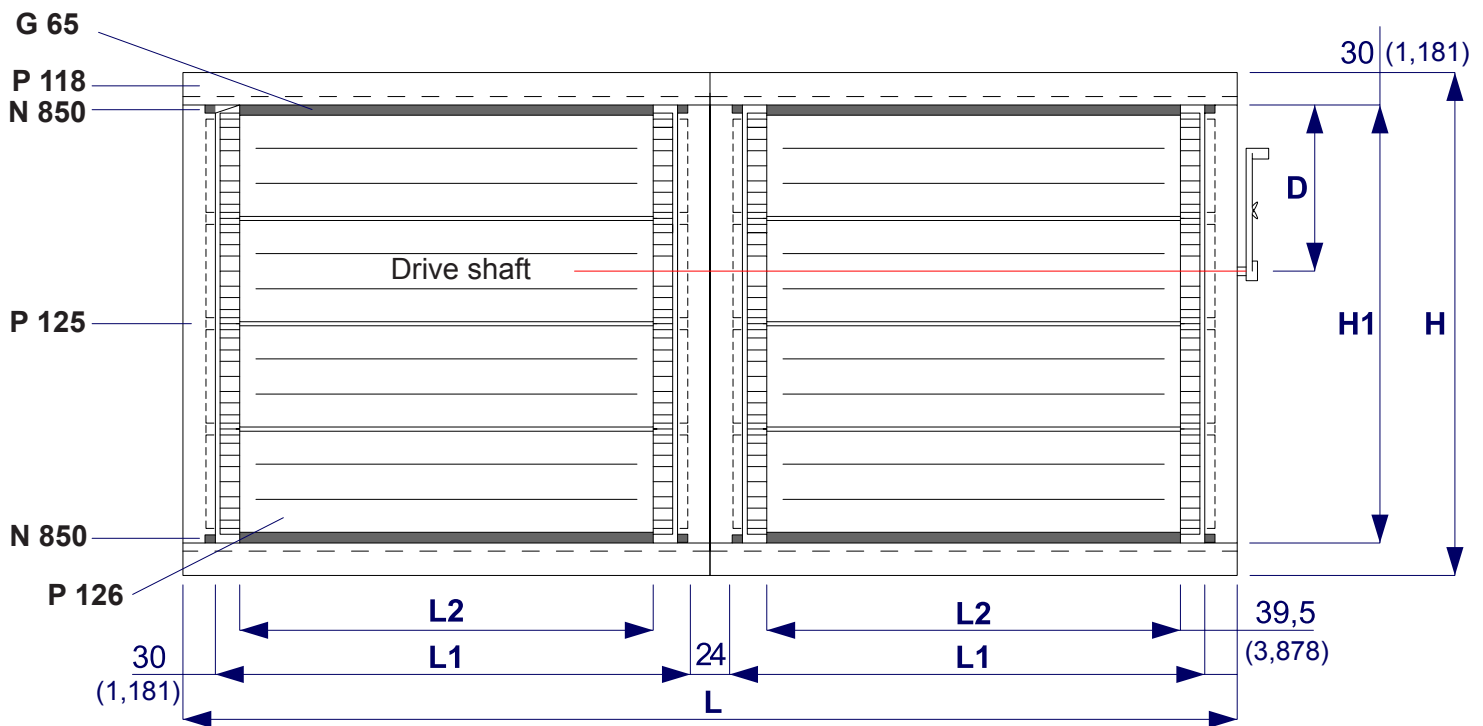 G 65
30 (1,181)
P 118
N 850
D
Drive shaft
P 125
H1
H
N 850
P 126
L2
L2
39,5
(3,878)
30
(1,181)
L1
24
L1
L